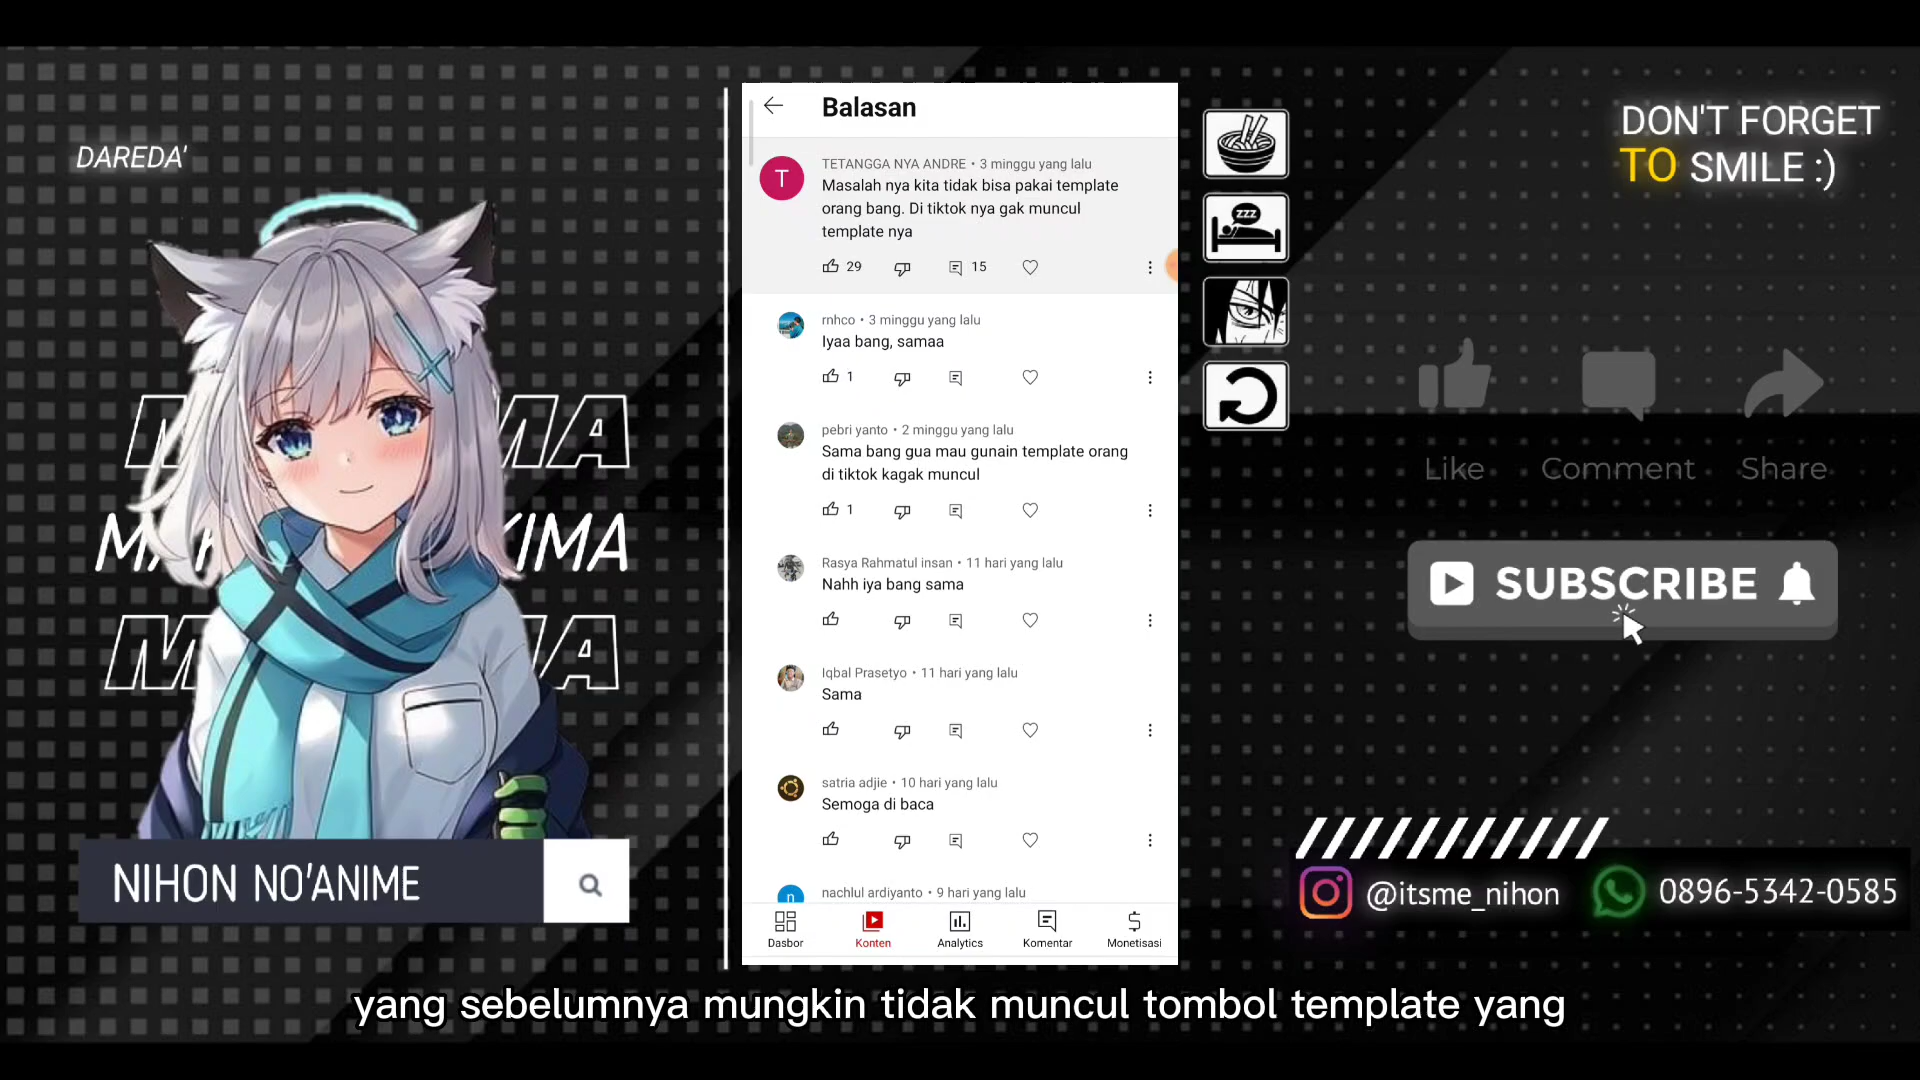 DAREDA'
MAKIMA
NIHON NO'ANIME
Balasan
TETANGGA NYA ANDRE • 3 minggu yang lalu
Masalah nya kita tidak bisa pakai template
orang bang. Di tiktok nya gak muncul
template nya
29
15
rnhco • 3 minggu yang lalu
Iyaa bang, samaa
1
pebri yanto • 2 minggu yang lalu
Sama bang gua mau gunain template orang
di tiktok kagak muncul
1
Rasya Rahmatul insan • 11 hari yang lalu
Nahh iya bang sama
Iqbal Prasetyo • 11 hari yang lalu
Sama
satria adjie • 10 hari yang lalu
Semoga di baca
n
nachlul ardiyanto • 9 hari yang lalu
Dasbor
Konten
Analytics
Komentar
Monetisasi
T
ZZZ
DON'T FORGET
TO SMILE :)
Like
Comment
Share
SUBSCRIBE
@itsme_nihon
0896-5342-0585
yang sebelumnya mungkin tidak muncul tombol template yang